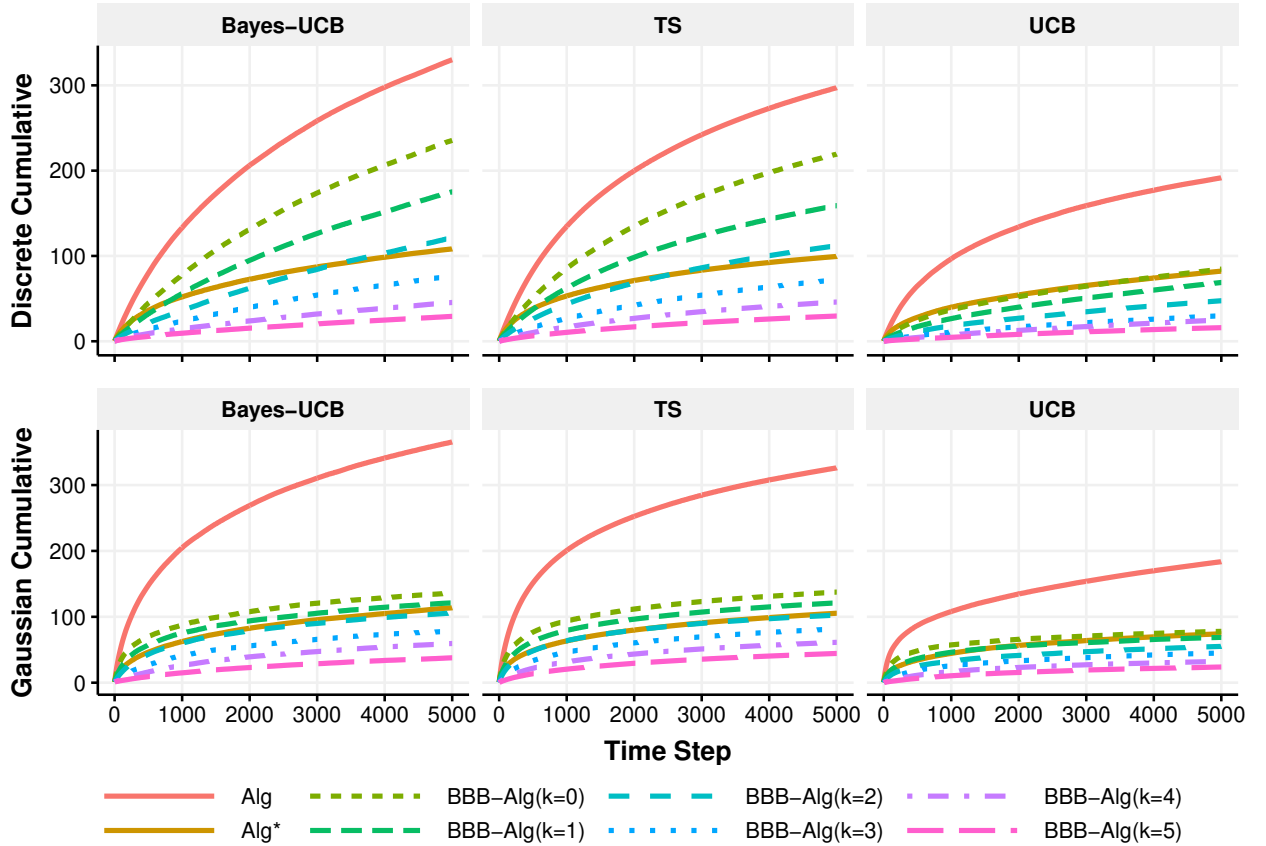 Bayes−UCB TS UCB
Discrete Cumulative
300
200
100
0
Bayes−UCB TS UCB
Gaussian Cumulative
300
200
100
0
0 1000 2000 3000 4000 5000 0 1000 2000 3000 4000 5000 0 1000 2000 3000 4000 5000
Time Step
Alg BBB−Alg(k=0) BBB−Alg(k=2) BBB−Alg(k=4)
Alg* BBB−Alg(k=1) BBB−Alg(k=3) BBB−Alg(k=5)